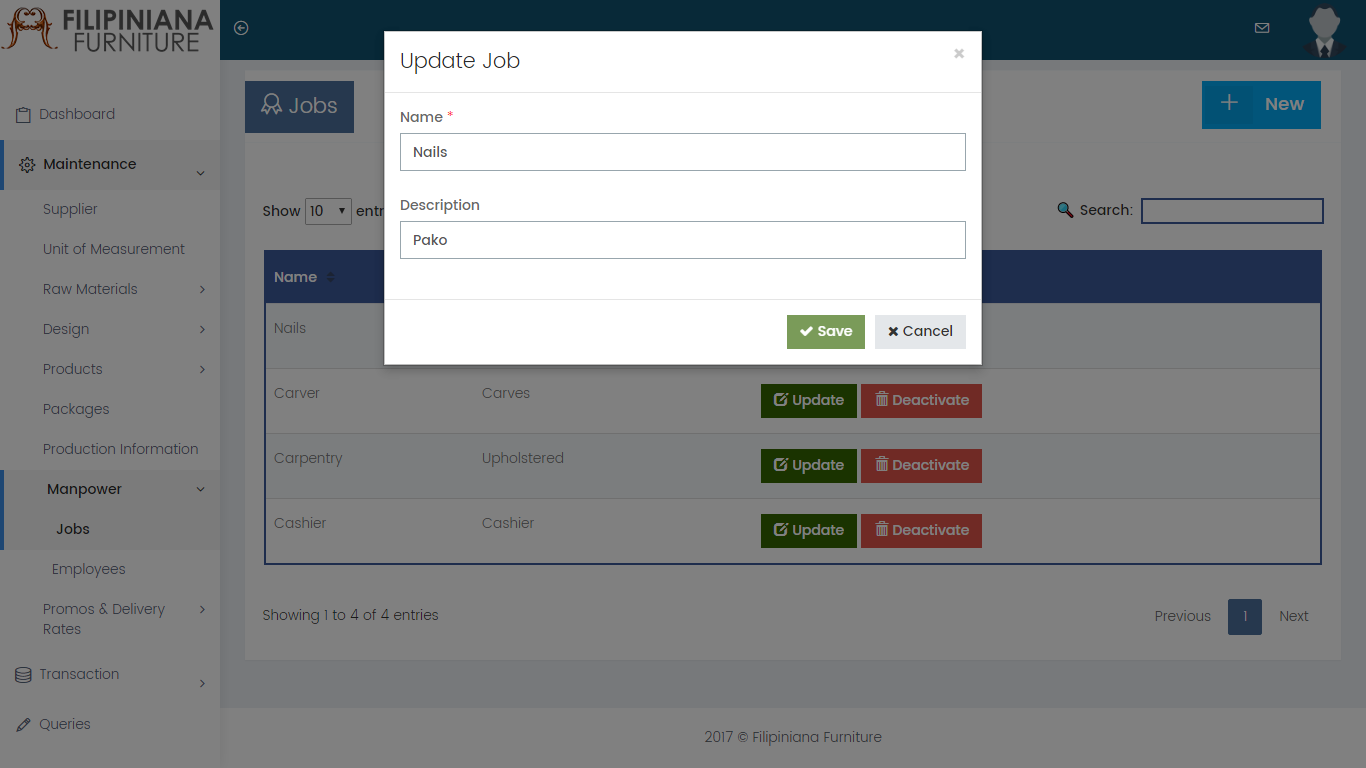 FILIPINIANA
FURNITURE
Dashboard
Maintenance
Supplier
Unit of Measurement
Raw Materials
Design
Products
Packages
Production Information
Manpower
Jobs
Employees
Promos & Delivery
Rates
Transaction
Queries
Jobs
New
Show 10 entr
Search:
Name
Nails
Carver Carves Update Deactivate
Carpentry Upholstered Update Deactivate
Cashier Cashier Update Deactivate
Showing 1 to 4 of 4 entries
Previous 1 Next
2017 © Filipiniana Furniture
Update Job ×
Name *
Nails
Description
Pako
Save Cancel